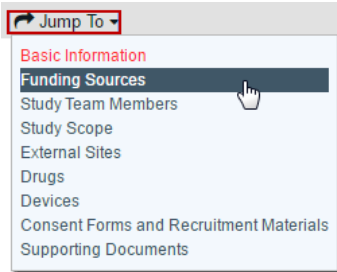 Jump To
Basic Information
Funding Sources
Study Team Members
Study Scope
External Sites
Drugs
Devices
Consent Forms and Recruitment Materials
Supporting Documents